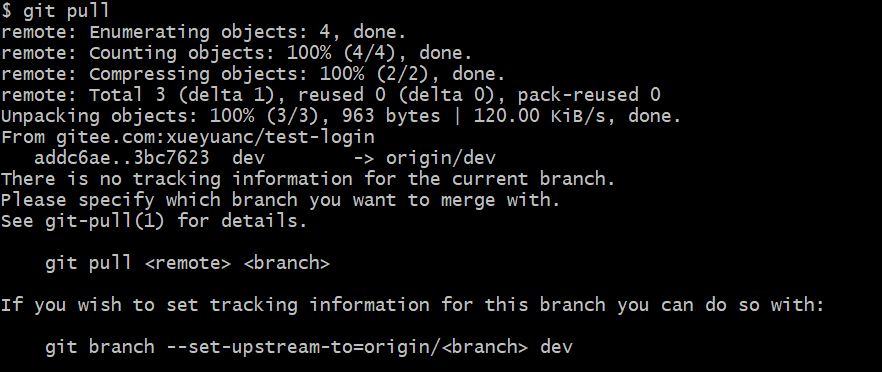 $ git pull
remote: Enumerating objects: 4, done.
remote: Counting objects: 100% (4/4), done.
remote: Compressing objects: 100% (2/2), done.
remote: Total 3 (delta 1), reused 0 (delta 0), pack-reused 0
Unpacking objects: 100% (3/3), 963 bytes | 120.00 KiB/s, done.
From gitee.com:xueyuanc/test-login
   addc6ae..3bc7623  dev        -> origin/dev
There is no tracking information for the current branch.
Please specify which branch you want to merge with.
See git-pull(1) for details.

    git pull <remote> <branch>

If you wish to set tracking information for this branch you can do so with:

    git branch --set-upstream-to=origin/<branch> dev